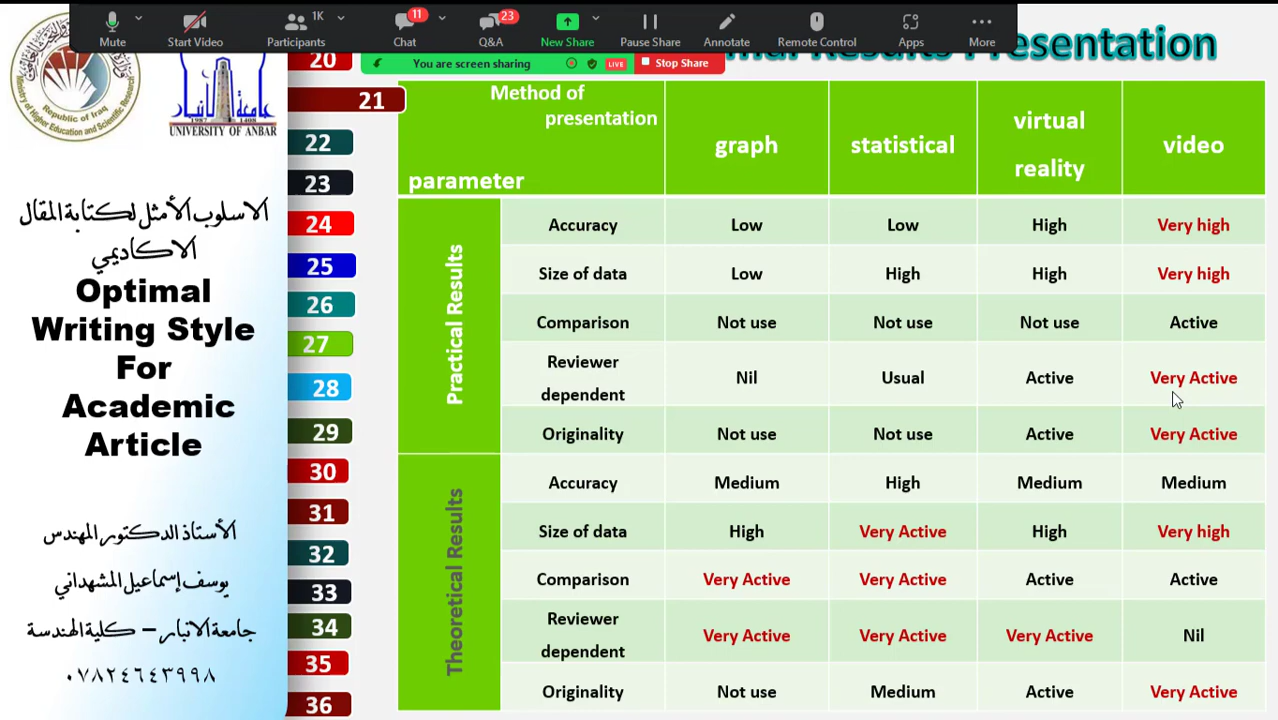 Mute
Start Video
1K
Participants
11
Chat
23
Q&A
New Share
Pause Share
Annotate
Remote Control
Apps
More
You are screen sharing
LIVE
Stop Share
Results Presentation
Republic of Iraq
جامعة الأنبار
1987 1408
UNIVERSITY OF ANBAR
الاسلوب الأمثل لكتابة المقال
الاكاديمي
Optimal
Writing Style
For
Academic
Article
الأستاذ الدكتور المهندس
يوسف إسماعيل المشهداني
جامعة الانبار – كلية الهندسة
٠٧٨٢٤٦٤٣٩٩٨
20
21
22
23
24
25
26
27
28
29
30
31
32
33
34
35
36
Method of
presentation
parameter
graph
statistical
virtual
reality
video
Practical Results
Accuracy Low Low High Very high
Size of data Low High High Very high
Comparison Not use Not use Not use Active
Reviewer
dependent Nil Usual Active Very Active
Originality Not use Not use Active Very Active
Theoretical Results
Accuracy Medium High Medium Medium
Size of data High Very Active High Very high
Comparison Very Active Very Active Active Active
Reviewer
dependent Very Active Very Active Very Active Nil
Originality Not use Medium Active Very Active